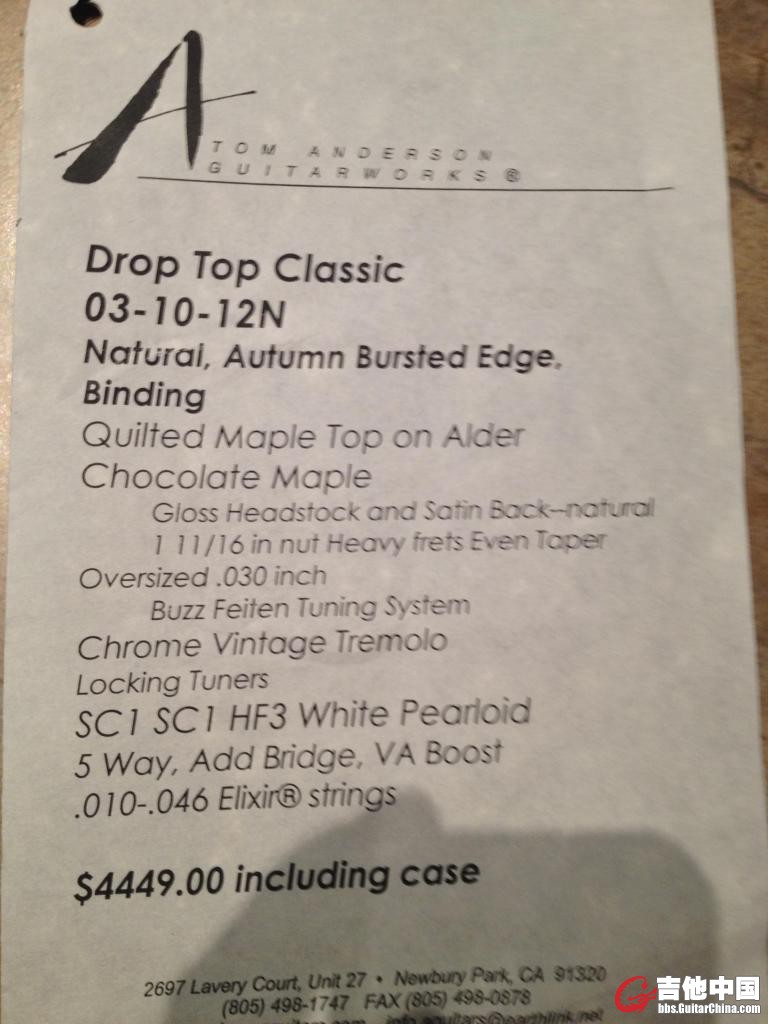 TOM ANDERSON
GUITARWORKS®
Drop Top Classic
03-10-12N
Natural, Autumn Bursted Edge,
Binding
Quilted Maple Top on Alder
Chocolate Maple
Gloss Headstock and Satin Back--natural
1 11/16 in nut Heavy frets Even Taper
Oversized .030 inch
Buzz Feiten Tuning System
Chrome Vintage Tremolo
Locking Tuners
SC1 SC1 HF3 White Pearloid
5 Way, Add Bridge, VA Boost
.010-.046 Elixir® strings
$4449.00 including case
2697 Lavery Court, Unit 27 • Newbury Park, CA 91320
(805) 498-1747 FAX (805) 498-0878
吉他中国
bbs.GuitarChina.com